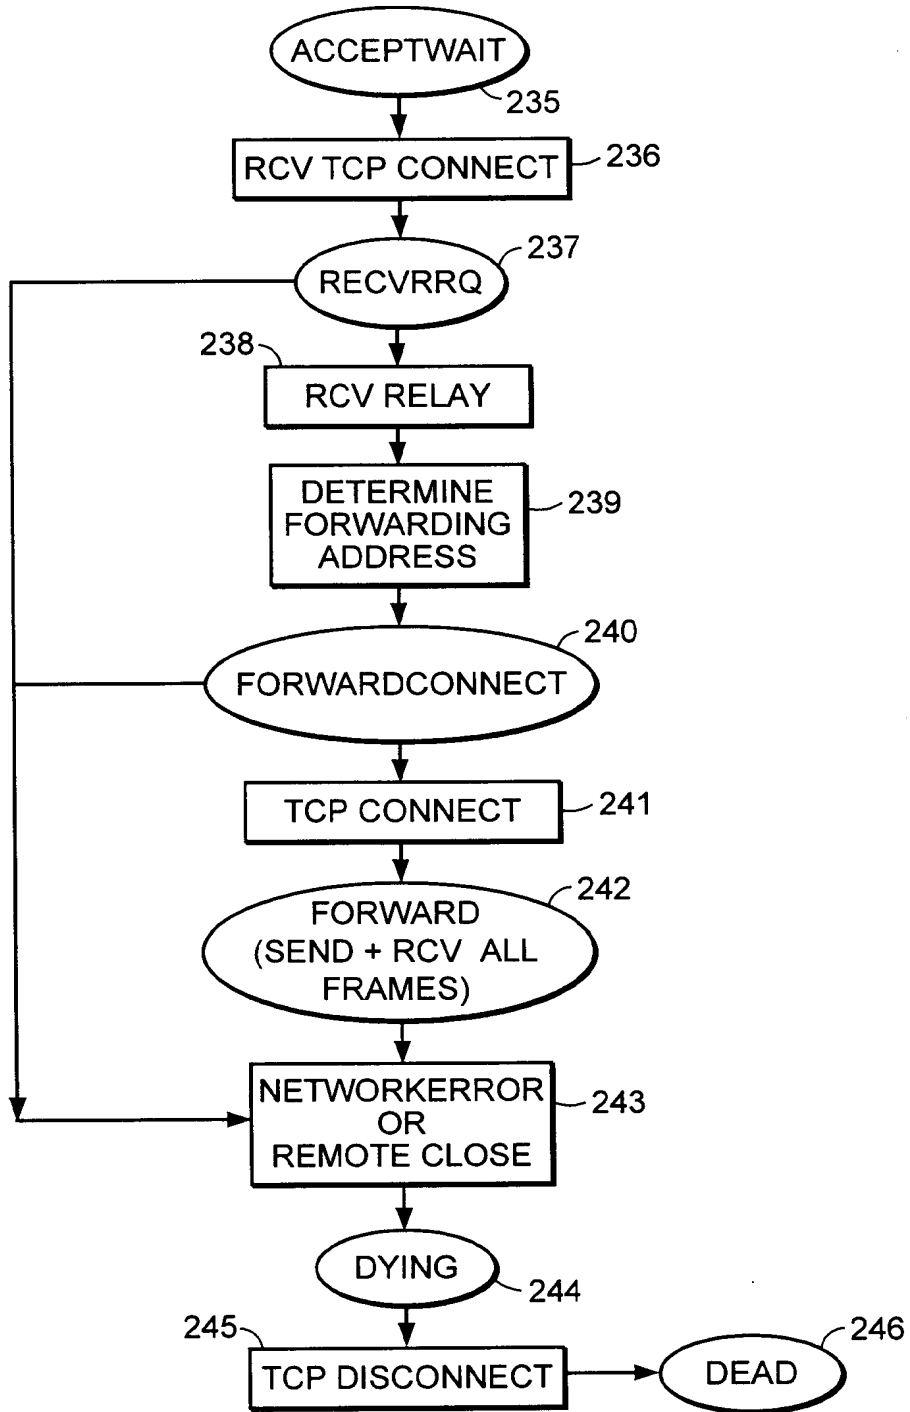 ACCEPTWAIT
235
RCV TCP CONNECT
236
RECVRRQ
237
238
RCV RELAY
DETERMINE
FORWARDING
ADDRESS
239
240
FORWARDCONNECT
TCP CONNECT
241
242
FORWARD
(SEND + RCV ALL
FRAMES)
NETWORKERROR
OR
REMOTE CLOSE
243
DYING
244
245
TCP DISCONNECT
246
DEAD